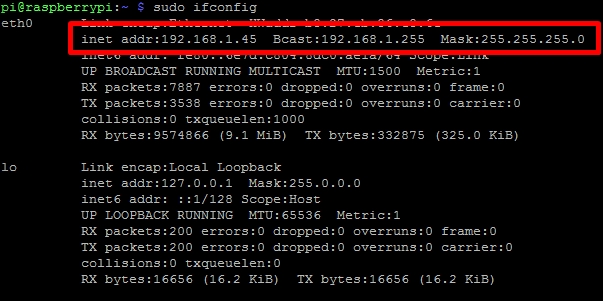 pi@raspberrypi:~ $ sudo ifconfig
eth0 Link encap:Ethernet
inet addr:192.168.1.45 Bcast:192.168.1.255 Mask:255.255.255.0
Scope:Link
UP BROADCAST RUNNING MULTICAST MTU:1500 Metric:1
RX packets:7887 errors:0 dropped:0 overruns:0 frame:0
TX packets:3538 errors:0 dropped:0 overruns:0 carrier:0
collisions:0 txqueuelen:1000
RX bytes:9574866 (9.1 MiB) TX bytes:332875 (325.0 KiB)
lo Link encap:Local Loopback
inet addr:127.0.0.1 Mask:255.0.0.0
inet6 addr: ::1/128 Scope:Host
UP LOOPBACK RUNNING MTU:65536 Metric:1
RX packets:200 errors:0 dropped:0 overruns:0 frame:0
TX packets:200 errors:0 dropped:0 overruns:0 carrier:0
collisions:0 txqueuelen:0
RX bytes:16656 (16.2 KiB) TX bytes:16656 (16.2 KiB)